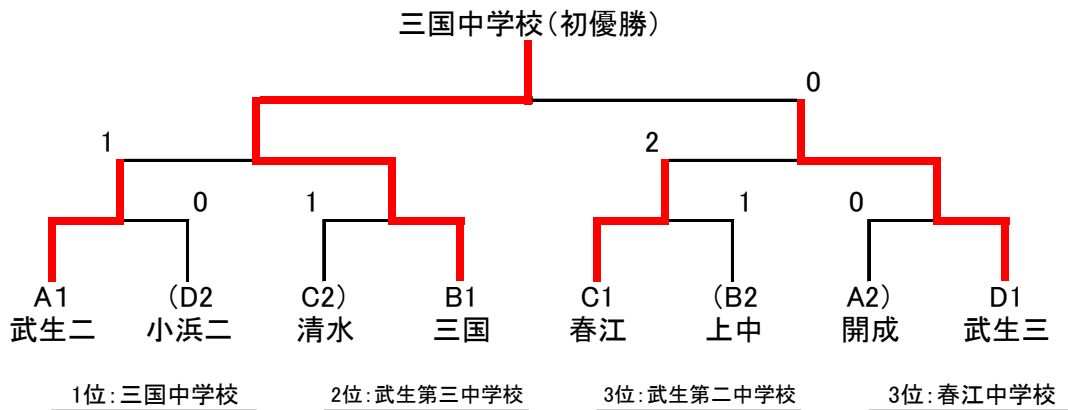 三国中学校(初優勝)
0
1
2
0
1
1
0
A1
(D2
C2)
B1
C1
(B2
A2)
D1
武生二
小浜二
清水
三国
春江
上中
開成
武生三
1位:三国中学校
2位:武生第三中学校
3位:武生第二中学校
3位:春江中学校